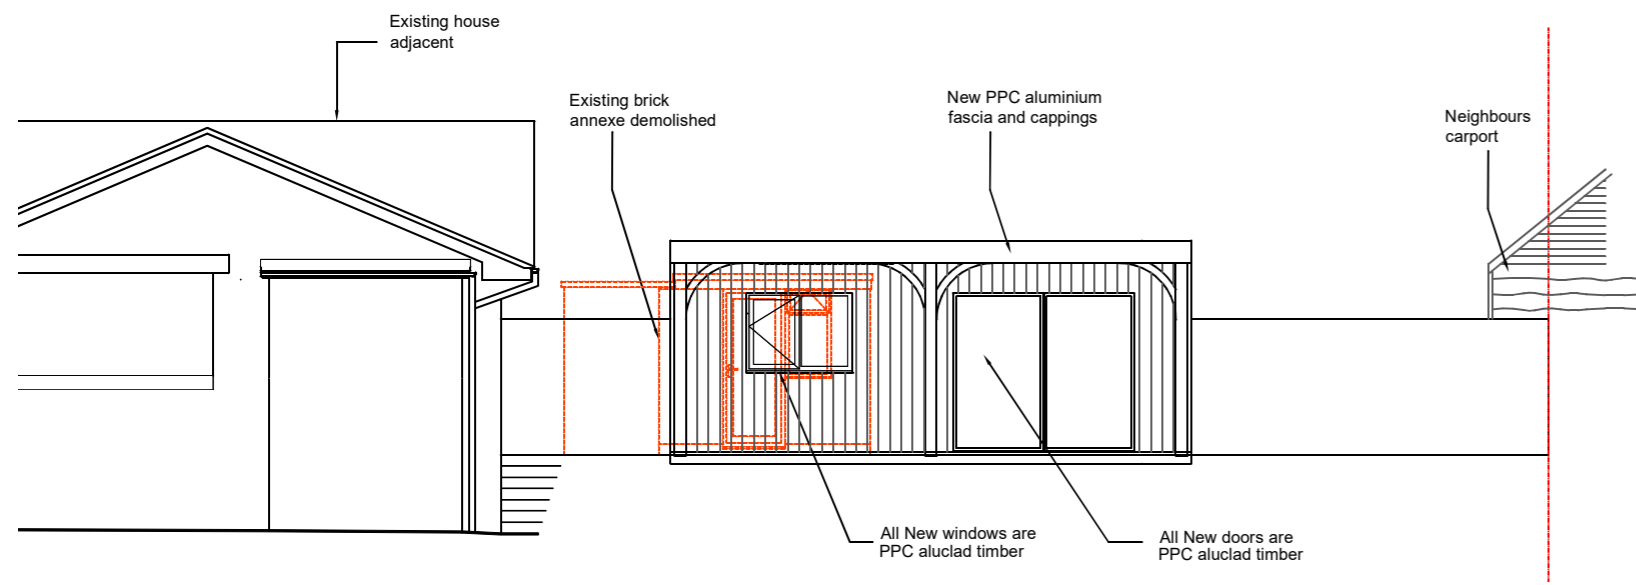 Existing house
adjacent
Existing brick
annexe demolished
New PPC aluminium
fascia and cappings
Neighbours
carport
All New windows are
PPC aluclad timber
All New doors are
PPC aluclad timber